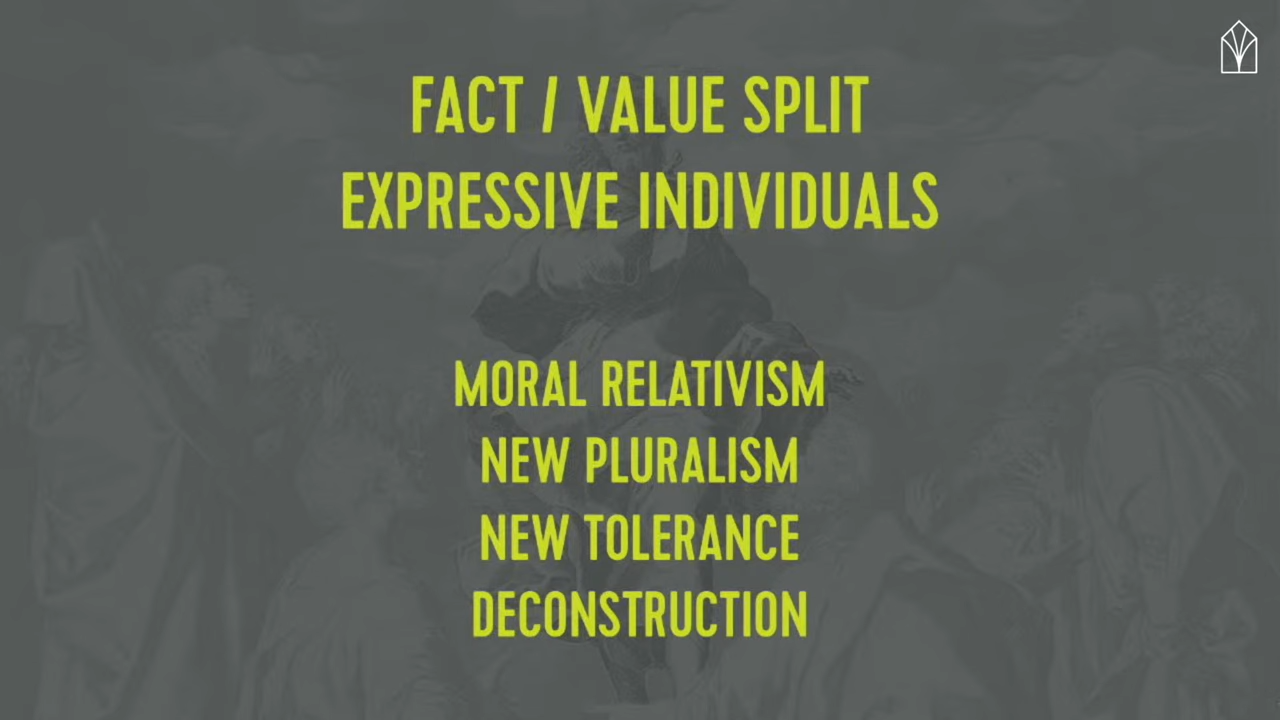 FACT / VALUE SPLIT
EXPRESSIVE INDIVIDUALS
MORAL RELATIVISM
NEW PLURALISM
NEW TOLERANCE
DECONSTRUCTION